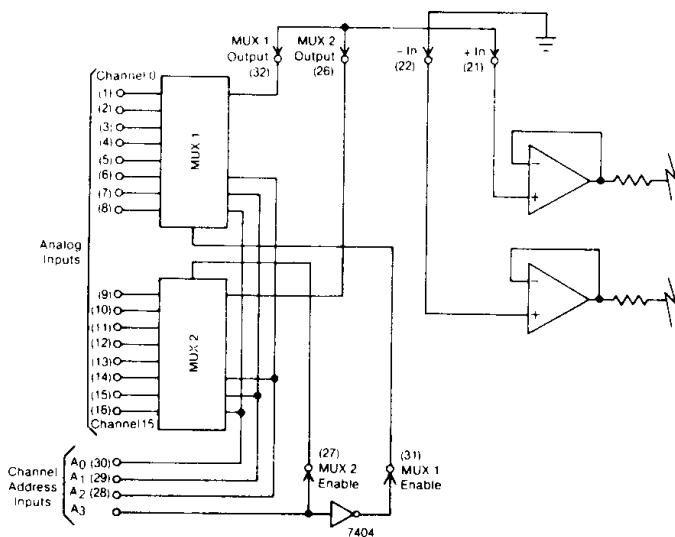 MUX 1
Output
(32)
MUX 2
Output
(26)
– In
(22)
+ In
(21)
Channel 0
(1)
(2)
(3)
(4)
(5)
(6)
(7)
(8)
MUX 1
Analog
Inputs
(9)
(10)
(11)
(12)
(13)
(14)
(15)
(16)
Channel 15
MUX 2
–
+
–
+
Channel
Address
Inputs
A0 (30)
A1 (29)
A2 (28)
A3
(27)
MUX 2
Enable
(31)
MUX 1
Enable
7404